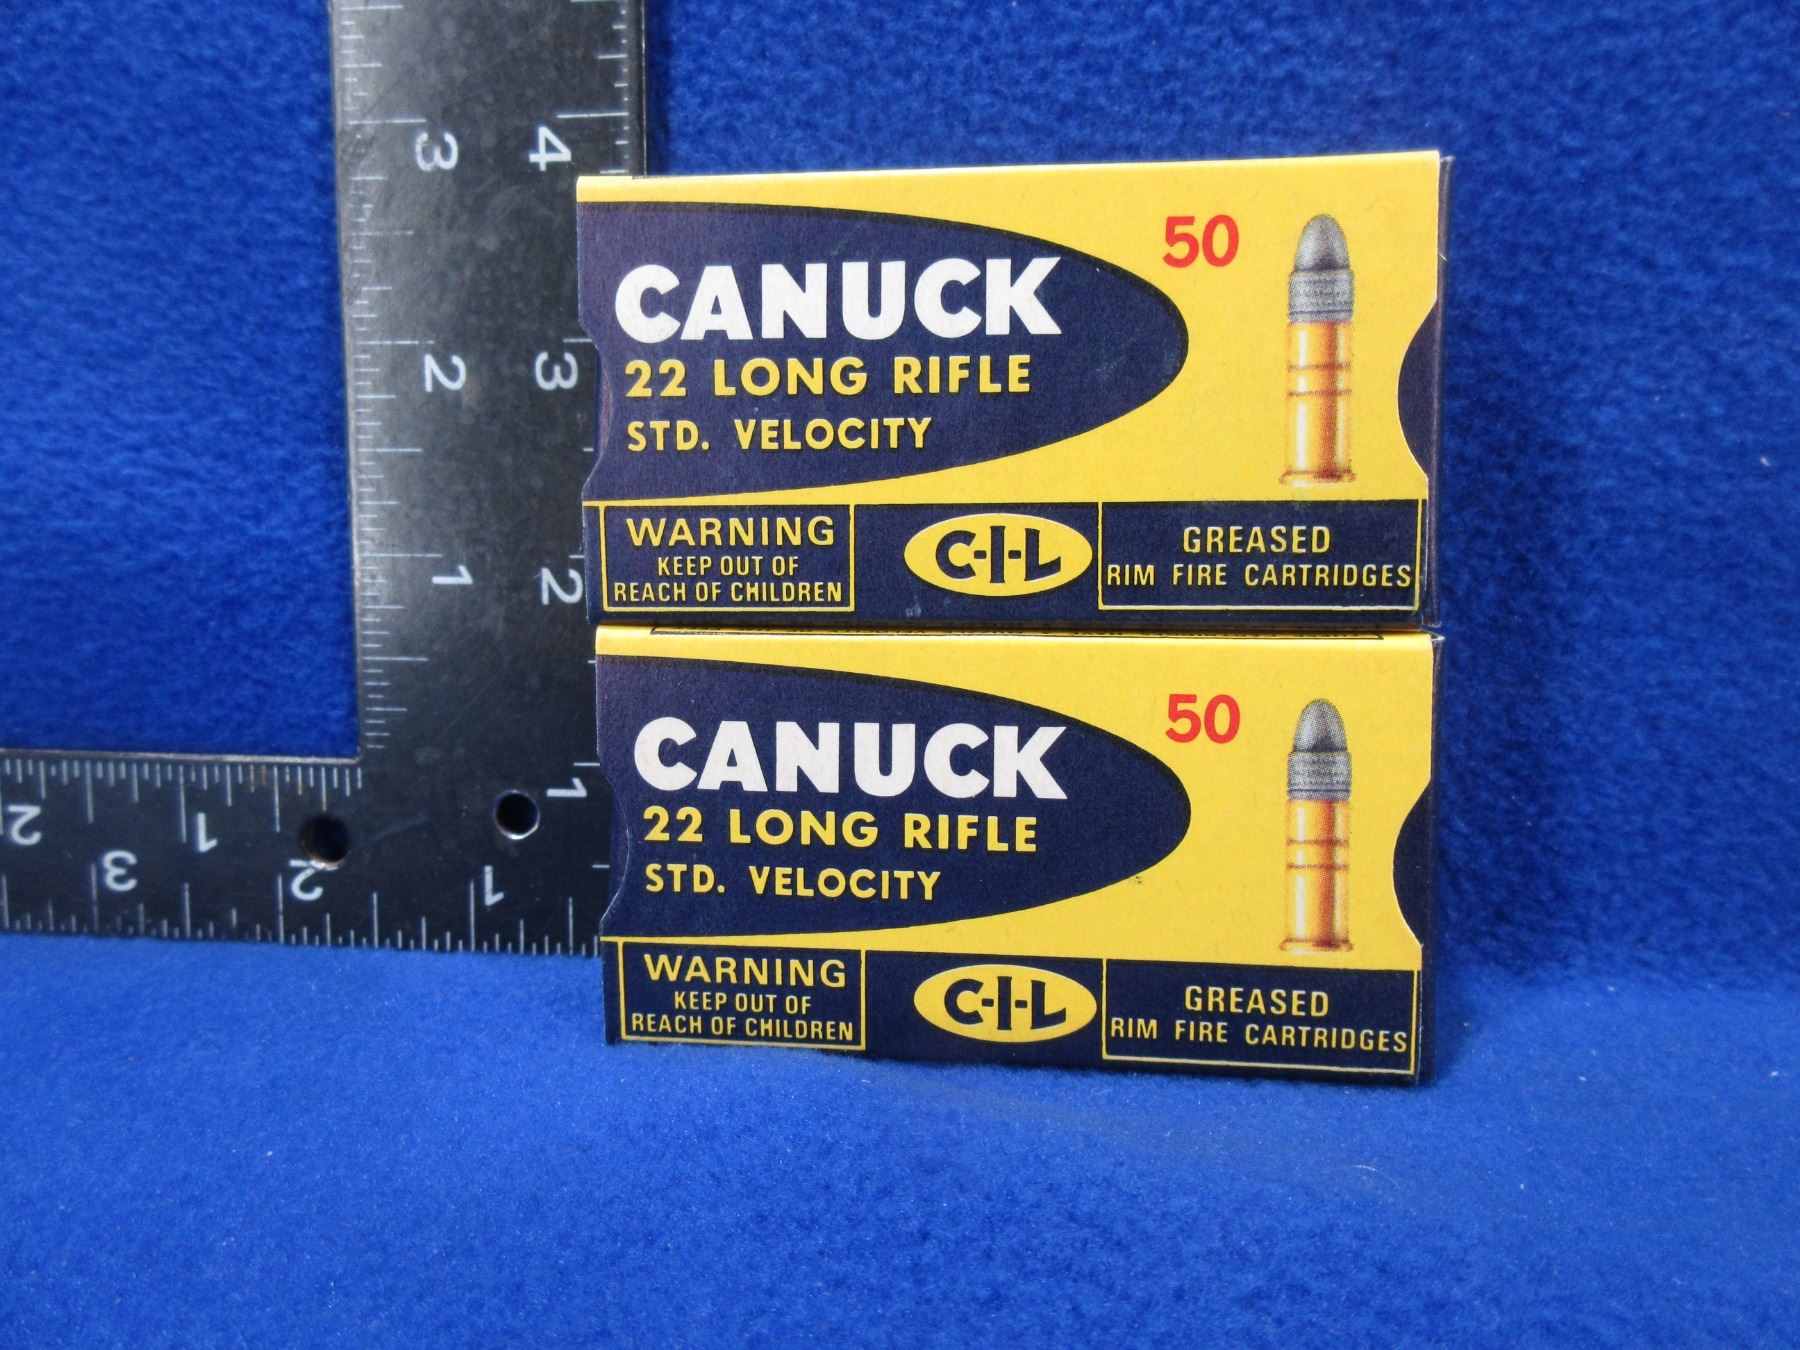 3 4
2 3
1 2
1
2 1
3 2 1
CANUCK
22 LONG RIFLE
STD. VELOCITY
50
WARNING
KEEP OUT OF
REACH OF CHILDREN
C-I-L
GREASED
RIM FIRE CARTRIDGES
CANUCK
22 LONG RIFLE
STD. VELOCITY
50
WARNING
KEEP OUT OF
REACH OF CHILDREN
C-I-L
GREASED
RIM FIRE CARTRIDGES